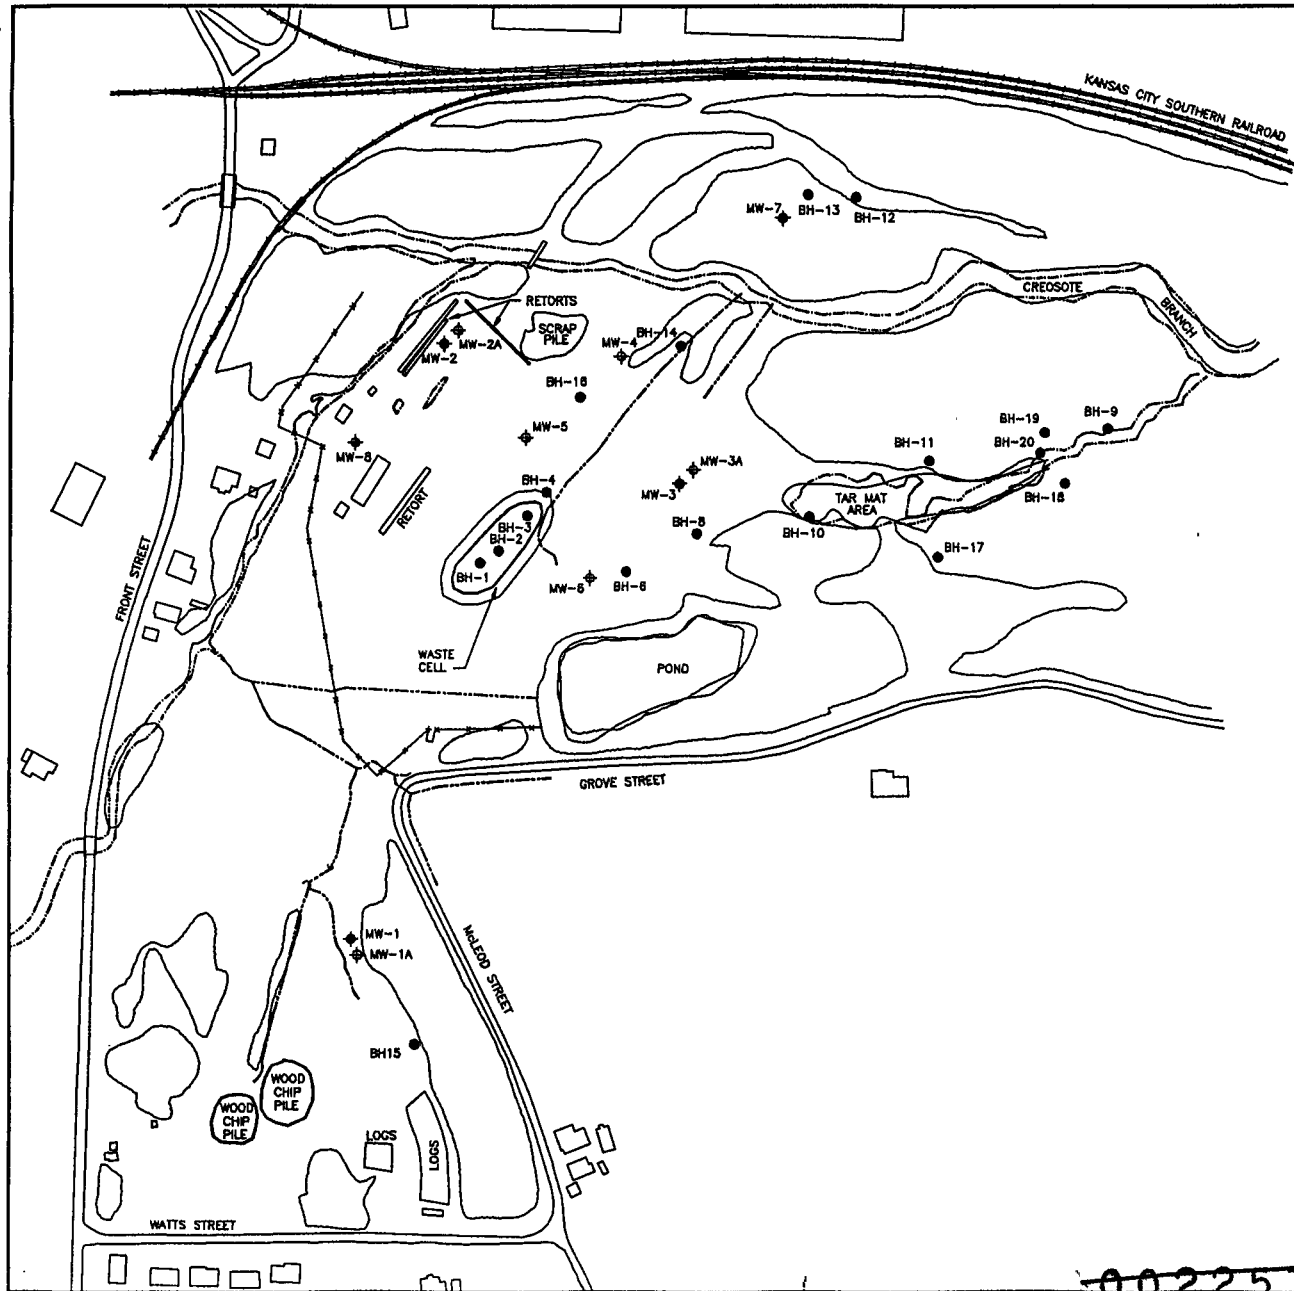 KANSAS CITY SOUTHERN RAILROAD
MW-7
BH-13
BH-12
CREOSOTE
BRANCH
RETORTS
SCRAP
PILE
MW-2A
MW-2
MW-4
BH-14
BH-16
MW-5
MW-8
RETORT
BH-4
BH-3
BH-2
BH-1
MW-3A
MW-3
BH-8
MW-6
BH-6
BH-19
BH-9
BH-20
BH-11
BH-18
TAR MAT
AREA
BH-10
BH-17
FRONT STREET
WASTE
CELL
POND
GROVE STREET
McLEOD STREET
MW-1
MW-1A
BH15
WOOD
CHIP
PILE
WOOD
CHIP
PILE
LOGS
LOGS
WATTS STREET
00225